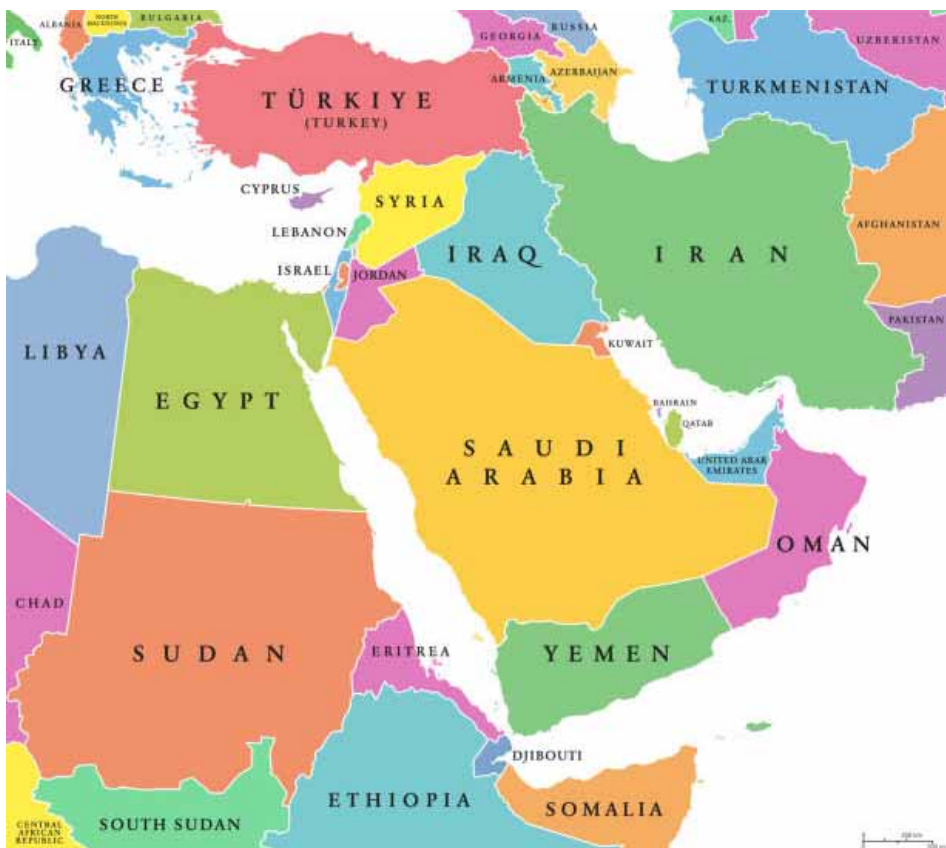 ALBANIA
NORTH
MACEDONIA
BULGARIA
ITALY
GREECE
TÜRKIYE
(TURKEY)
GEORGIA
RUSSIA
ARMENIA
AZERBAIJAN
KAZ.
UZBEKISTAN
TURKMENISTAN
CYPRUS
SYRIA
LEBANON
ISRAEL
JORDAN
IRAQ
IRAN
AFGHANISTAN
PAKISTAN
KUWAIT
LIBYA
EGYPT
BAHRAIN
QATAR
SAUDI
ARABIA
UNITED ARAB
EMIRATES
OMAN
CHAD
SUDAN
ERITREA
YEMEN
DJIBOUTI
ETHIOPIA
SOMALIA
SOUTH SUDAN
CENTRAL
AFRICAN
REPUBLIC